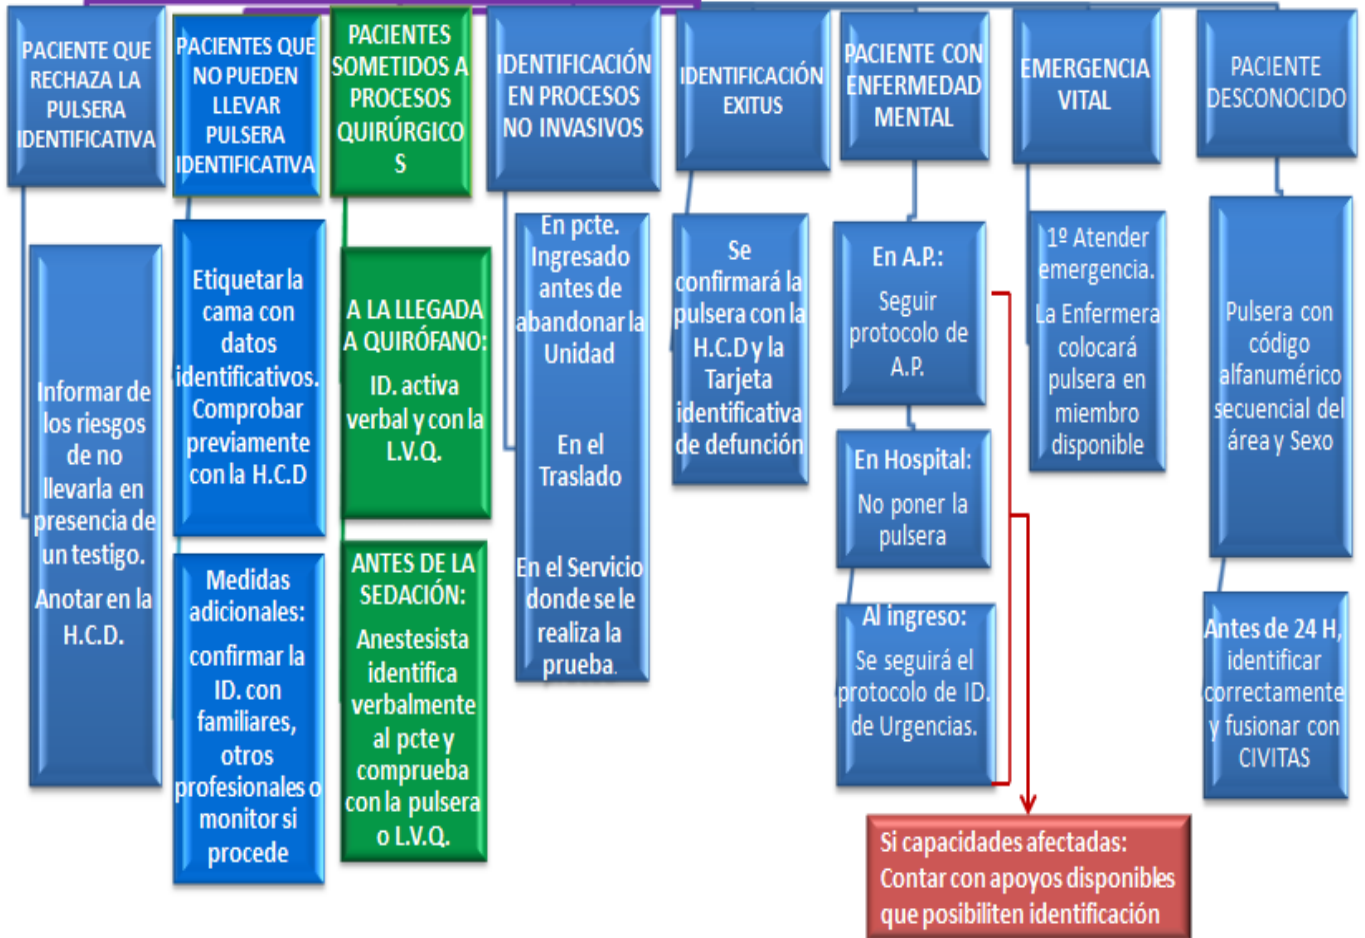 PACIENTE QUE
RECHAZA LA
PULSERA
IDENTIFICATIVA
Informar de
los riesgos
de no
llevarla en
presencia de
un testigo.
Anotar en la
H.C.D.
PACIENTES QUE
NO PUEDEN
LLEVAR
PULSERA
IDENTIFICATIVA
Etiquetar la
cama con
datos
identificativos.
Comprobar
previamente
con la H.C.D
Medidas
adicionales:
confirmar la
ID. con
familiares,
otros
profesionales o
monitor si
procede
PACIENTES
SOMETIDOS A
PROCESOS
QUIRÚRGICO
S
A LA LLEGADA
A QUIRÓFANO:
ID. activa
verbal y con la
L.V.Q.
ANTES DE LA
SEDACIÓN:
Anestesista
identifica
verbalmente
al pcte y
comprueba
con la pulsera
o L.V.Q.
IDENTIFICACIÓN
EN PROCESOS
NO INVASIVOS
En pcte.
Ingresado
antes de
abandonar la
Unidad
En el
Traslado
En el Servicio
donde se le
realiza la
prueba.
IDENTIFICACIÓN
EXITUS
Se
confirmará la
pulsera con la
H.C.D y la
Tarjeta
identificativa
de defunción
PACIENTE CON
ENFERMEDAD
MENTAL
En A.P.:
Seguir
protocolo de
A.P.
En Hospital:
No poner la
pulsera
Al ingreso:
Se seguirá el
protocolo de ID.
de Urgencias.
Si capacidades afectadas:
Contar con apoyos disponibles
que posibiliten identificación
EMERGENCIA
VITAL
1º Atender
emergencia.
La Enfermera
colocará
pulsera en
miembro
disponible
PACIENTE
DESCONOCIDO
Pulsera con
código
alfanumérico
secuencial del
área y Sexo
Antes de 24 H,
identificar
correctamente
y fusionar con
CIVITAS